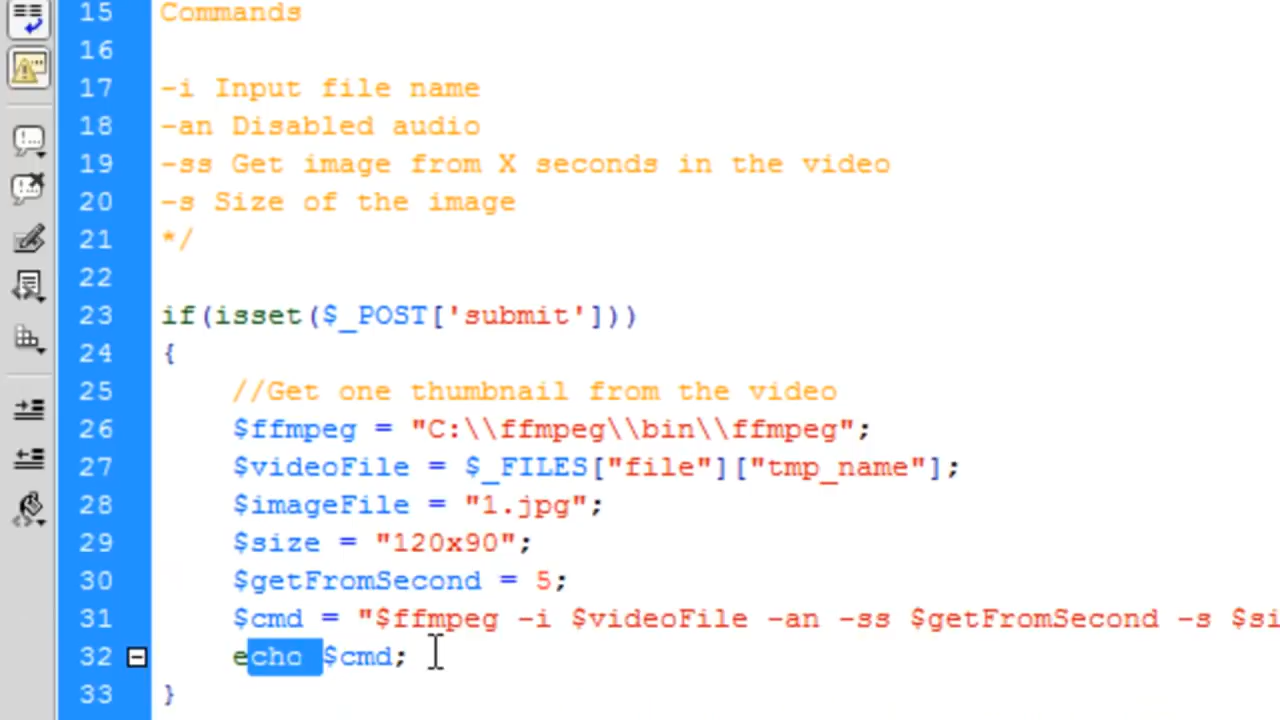 15 Commands
16
17 -i Input file name
18 -an Disabled audio
19 -ss Get image from X seconds in the video
20 -s Size of the image
21 */
22
23 if(isset($_POST['submit']))
24 {
25 //Get one thumbnail from the video
26 $ffmpeg = "C:\\ffmpeg\\bin\\ffmpeg";
27 $videoFile = $_FILES["file"]["tmp_name"];
28 $imageFile = "1.jpg";
29 $size = "120x90";
30 $getFromSecond = 5;
31 $cmd = "$ffmpeg -i $videoFile -an -ss $getFromSecond -s $si
32 echo $cmd;
33 }